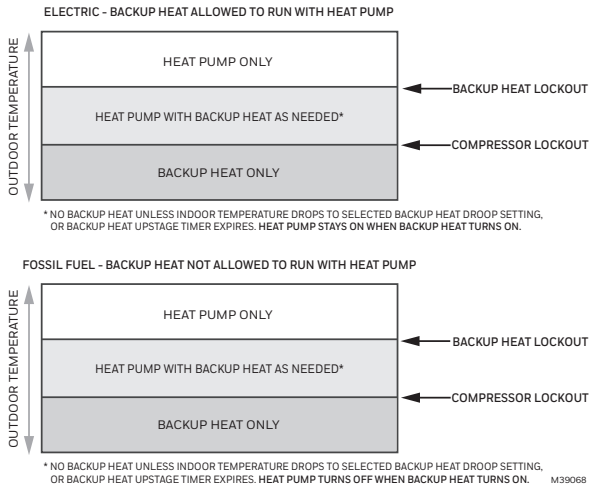 ELECTRIC - BACKUP HEAT ALLOWED TO RUN WITH HEAT PUMP
OUTDOOR TEMPERATURE
HEAT PUMP ONLY
BACKUP HEAT LOCKOUT
HEAT PUMP WITH BACKUP HEAT AS NEEDED*
COMPRESSOR LOCKOUT
BACKUP HEAT ONLY
* NO BACKUP HEAT UNLESS INDOOR TEMPERATURE DROPS TO SELECTED BACKUP HEAT DROOP SETTING,
OR BACKUP HEAT UPSTAGE TIMER EXPIRES. HEAT PUMP STAYS ON WHEN BACKUP HEAT TURNS ON.
FOSSIL FUEL - BACKUP HEAT NOT ALLOWED TO RUN WITH HEAT PUMP
OUTDOOR TEMPERATURE
HEAT PUMP ONLY
BACKUP HEAT LOCKOUT
HEAT PUMP WITH BACKUP HEAT AS NEEDED*
COMPRESSOR LOCKOUT
BACKUP HEAT ONLY
* NO BACKUP HEAT UNLESS INDOOR TEMPERATURE DROPS TO SELECTED BACKUP HEAT DROOP SETTING,
OR BACKUP HEAT UPSTAGE TIMER EXPIRES. HEAT PUMP TURNS OFF WHEN BACKUP HEAT TURNS ON.
M39068